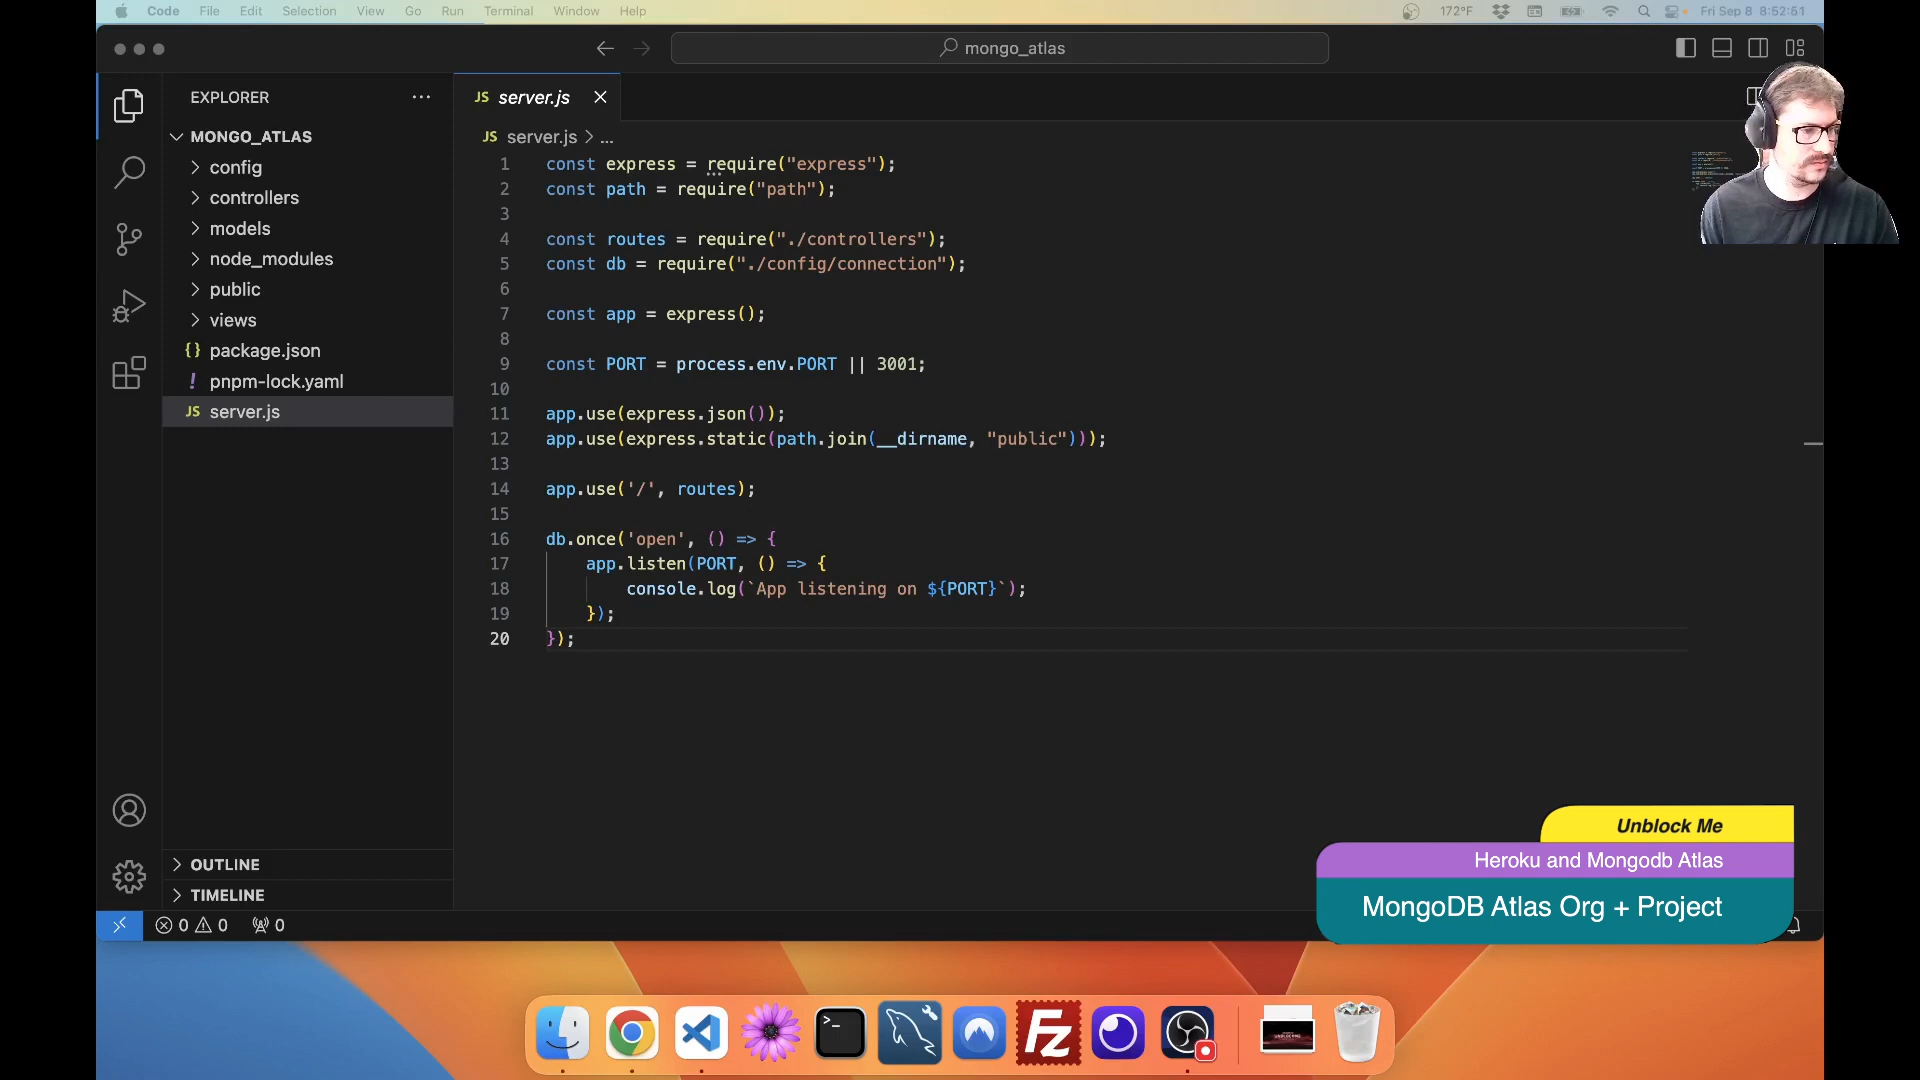 Code File Edit Selection View Go Run Terminal Window Help 172°F Fri Sep 8 8:52:51
mongo_atlas
EXPLORER
MONGO_ATLAS
config
controllers
models
node_modules
public
views
{} package.json
! pnpm-lock.yaml
JS server.js
OUTLINE
TIMELINE
JS server.js
JS server.js > ...
1 const express = require("express");
2 const path = require("path");
3
4 const routes = require("./controllers");
5 const db = require("./config/connection");
6
7 const app = express();
8
9 const PORT = process.env.PORT || 3001;
10
11 app.use(express.json());
12 app.use(express.static(path.join(__dirname, "public")));
13
14 app.use('/', routes);
15
16 db.once('open', () => {
17 app.listen(PORT, () => {
18 console.log(`App listening on ${PORT}`);
19 });
20 });
Unblock Me
Heroku and Mongodb Atlas
MongoDB Atlas Org + Project
0 0 0
Fz